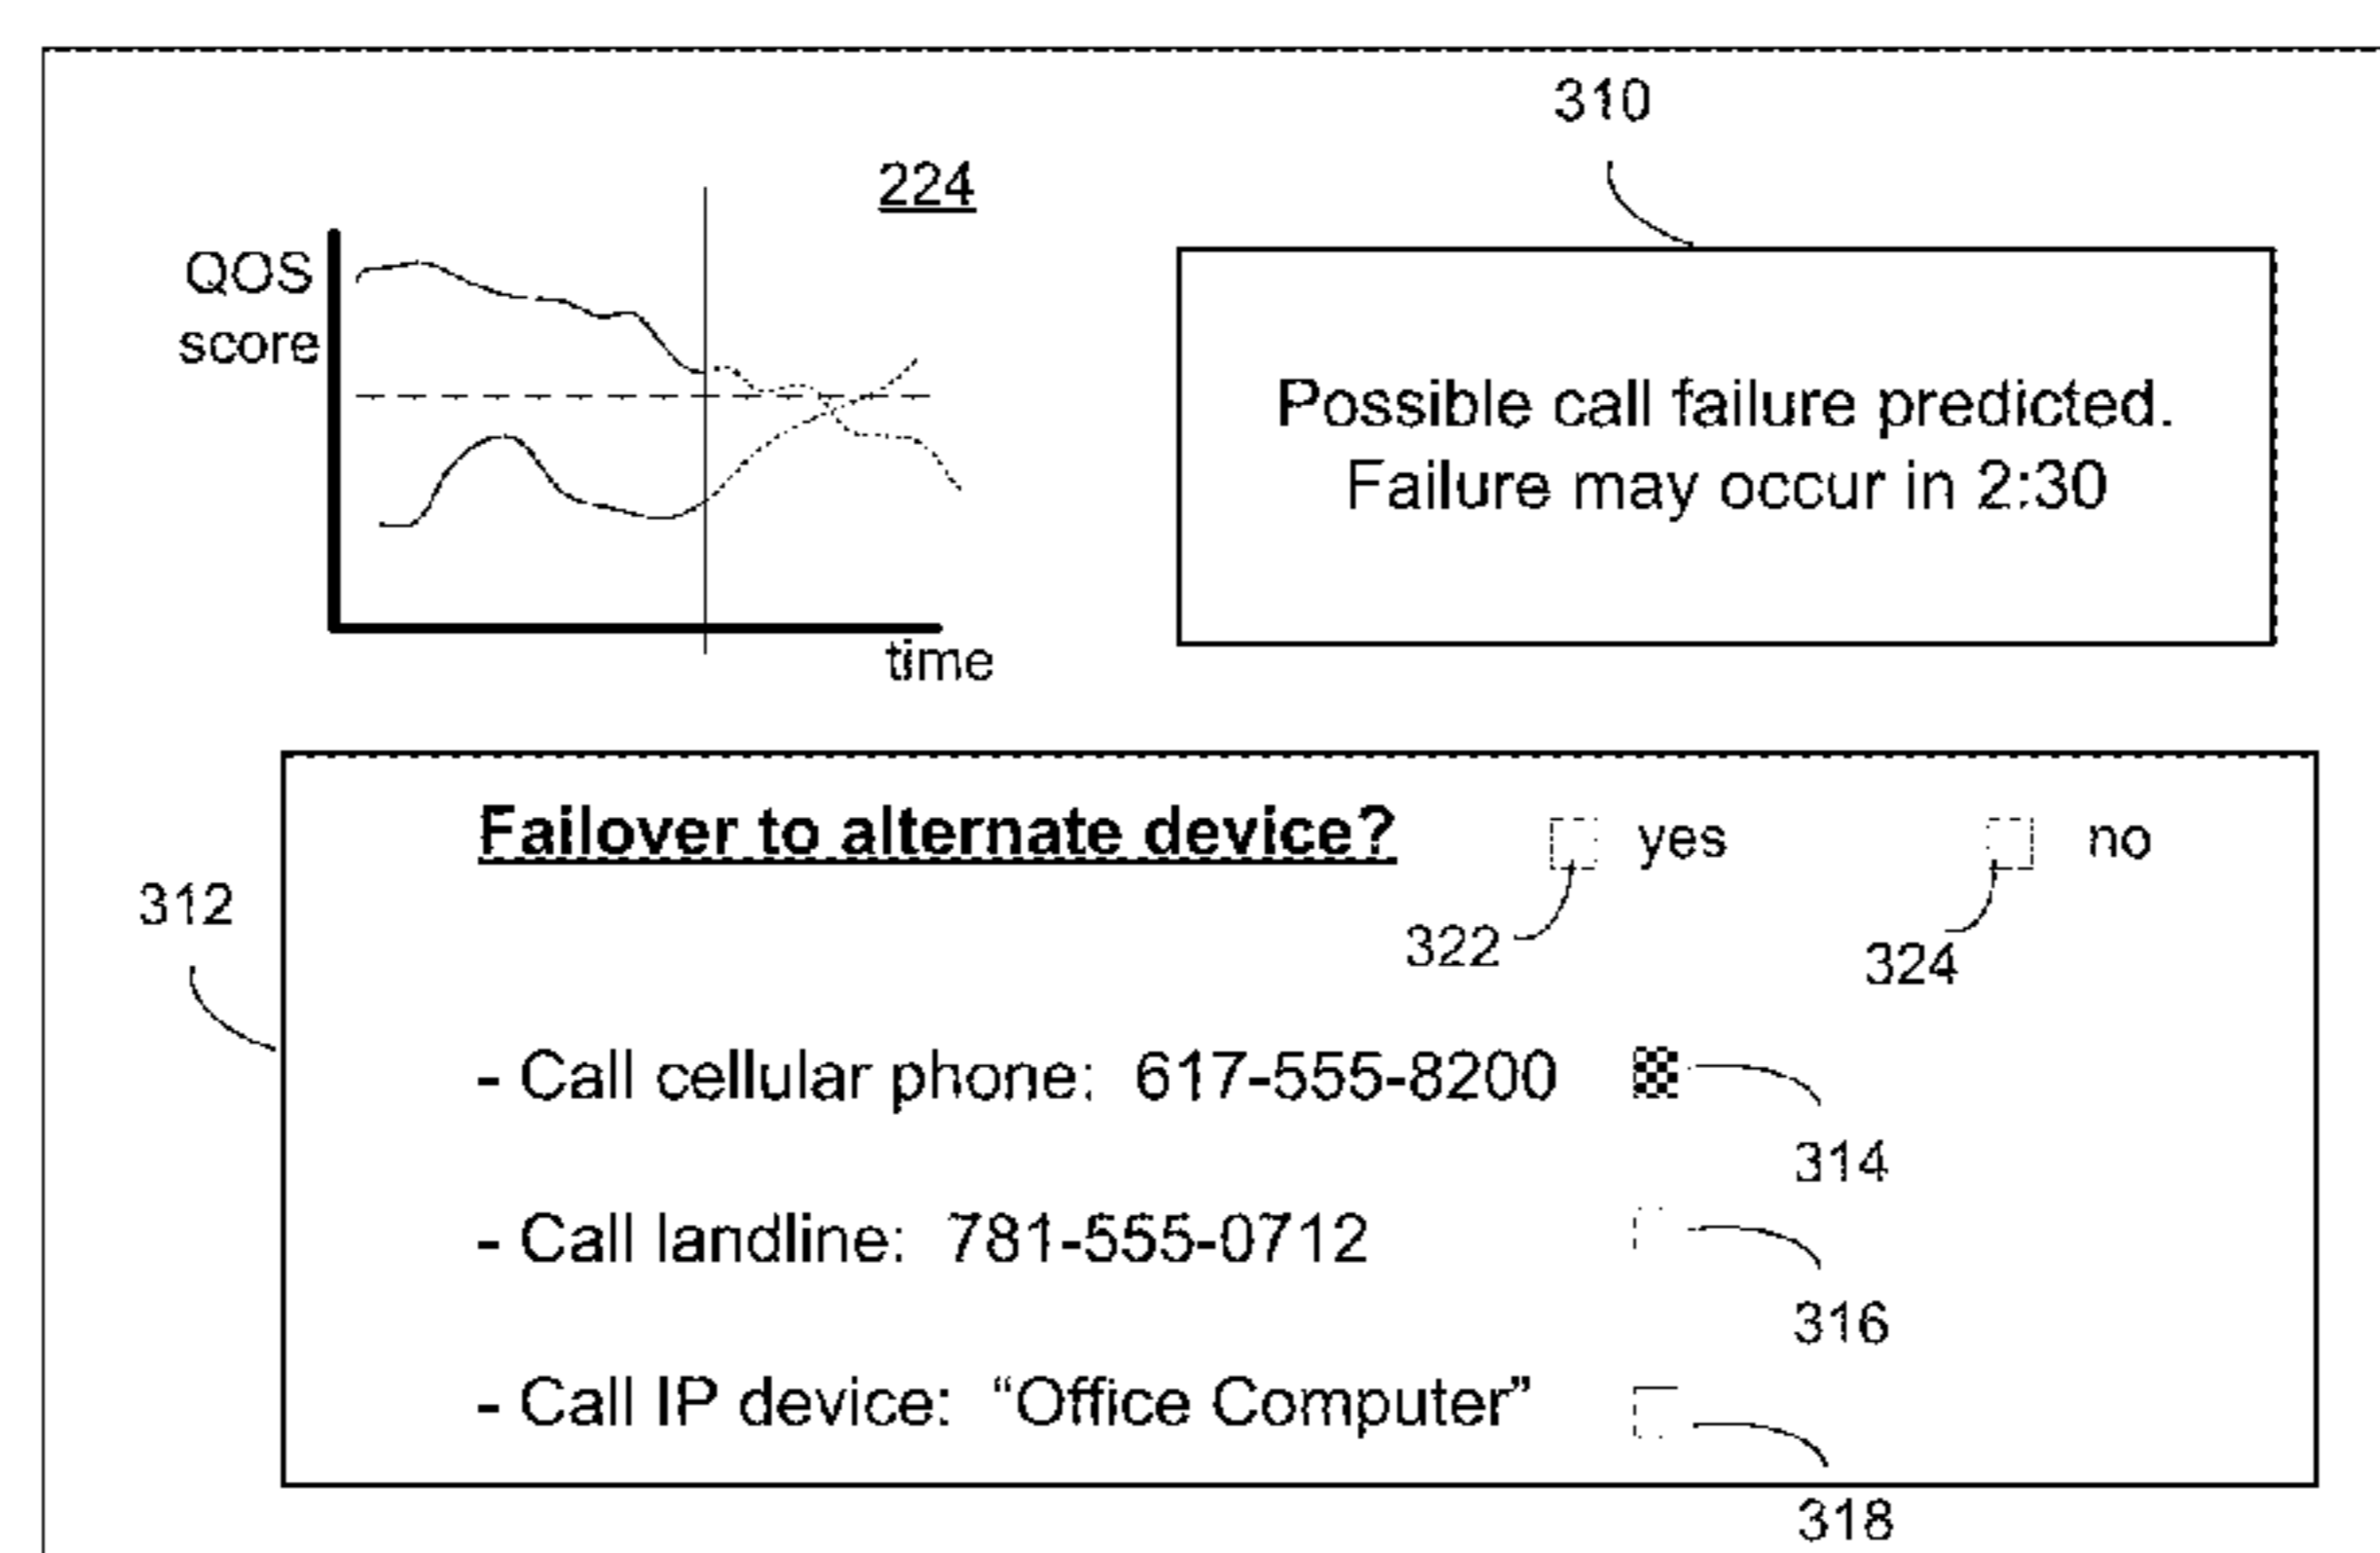 310
224
QOS
score
time
Possible call failure predicted.
Failure may occur in 2:30
Failover to alternate device? yes no
312
322
324
- Call cellular phone: 617-555-8200
314
- Call landline: 781-555-0712
316
- Call IP device: “Office Computer”
318